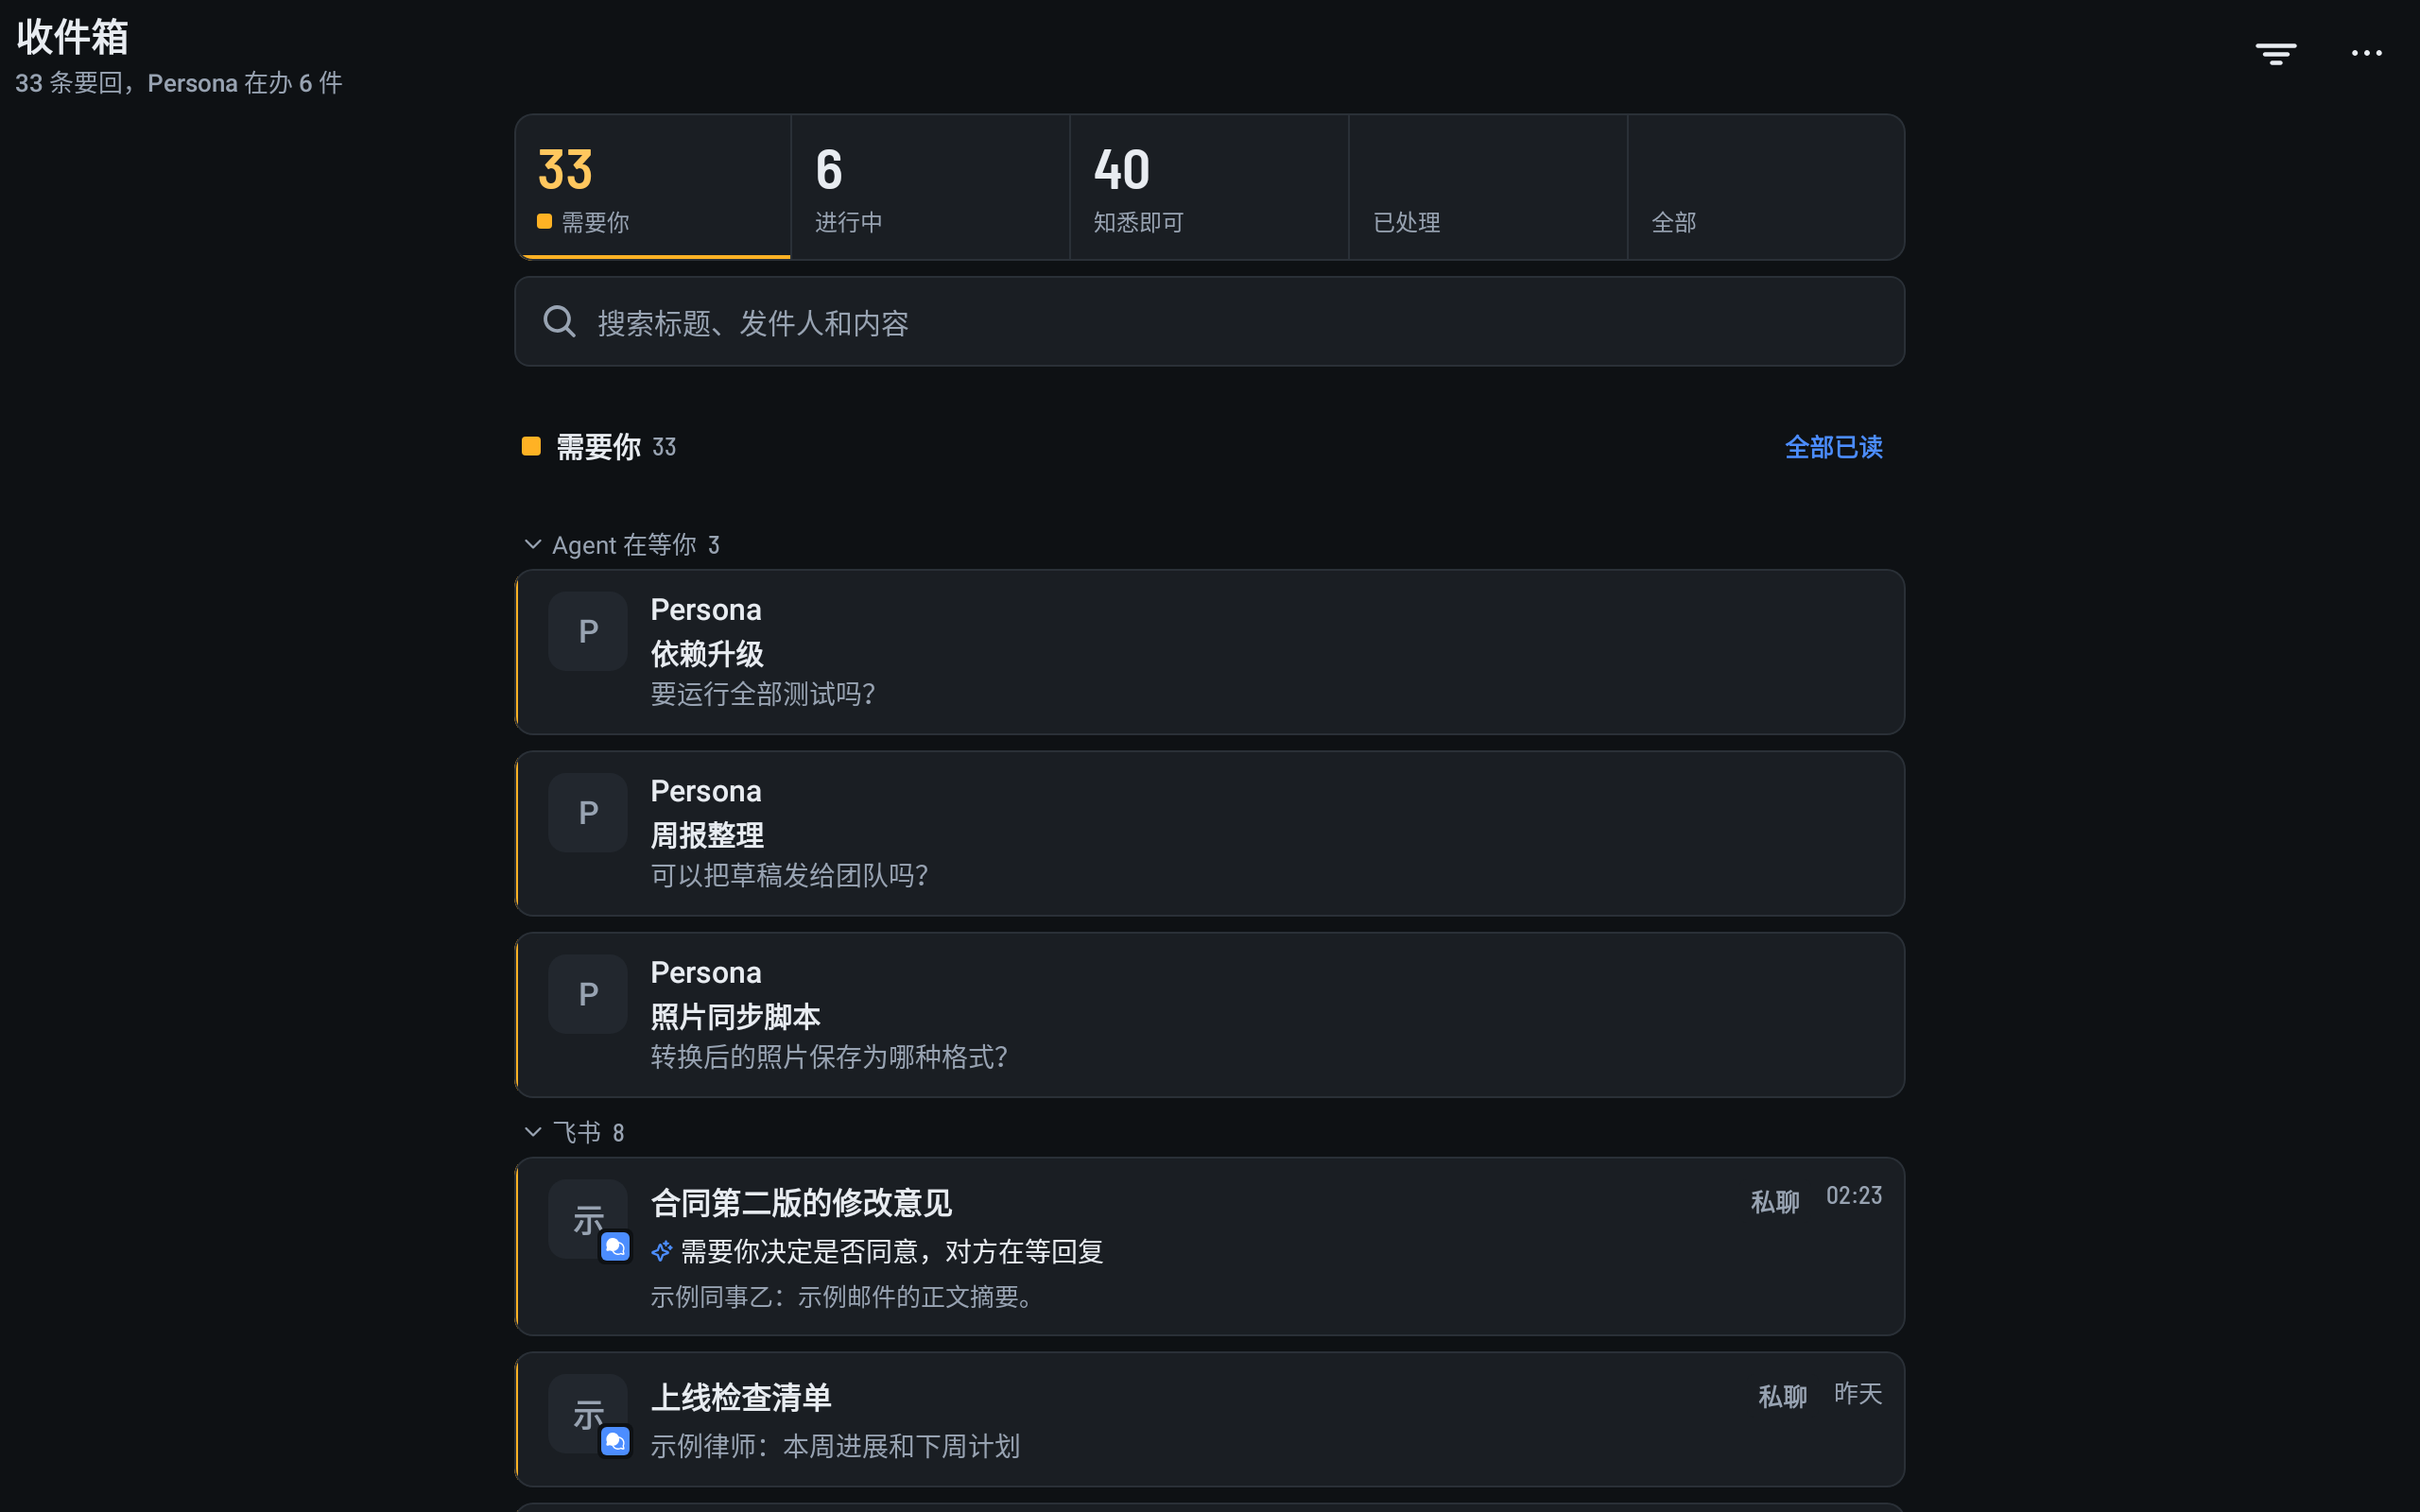 收件箱
33 条要回，Persona 在办 6 件
33
需要你
6
进行中
40
知悉即可
已处理
全部
搜索标题、发件人和内容
需要你 33
全部已读
Agent 在等你 3
P
Persona
依赖升级
要运行全部测试吗？
P
Persona
周报整理
可以把草稿发给团队吗？
P
Persona
照片同步脚本
转换后的照片保存为哪种格式？
飞书 8
示
合同第二版的修改意见
私聊 02:23
需要你决定是否同意，对方在等回复
示例同事乙：示例邮件的正文摘要。
示
上线检查清单
私聊 昨天
示例律师：本周进展和下周计划